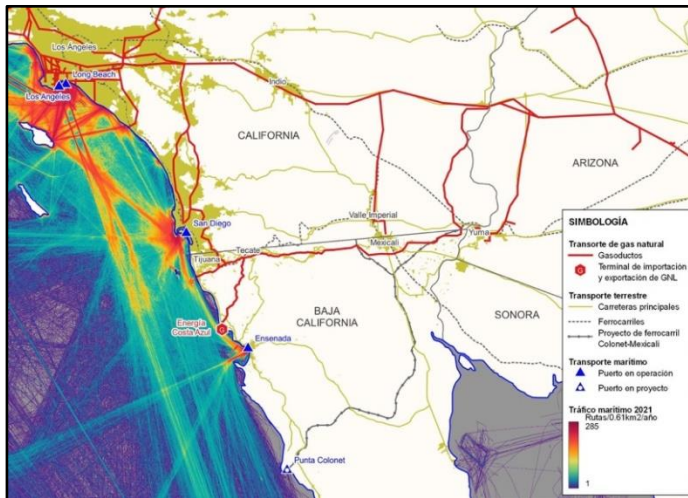 Los Angeles
Long Beach
Los Angeles
Indio
CALIFORNIA
ARIZONA
San Diego
Valle Imperial
Yuma
Mexicali
Tecate
Tijuana
BAJA
CALIFORNIA
SONORA
Energía
Costa Azul
Ensenada
Punta Colonet
SIMBOLOGÌA
Transporte de gas natural
Gasoductos
G
Terminal de importación
y exportación de GNL
Transporte terrestre
Carreteras principales
Ferrocarriles
Proyecto de ferrocarril
Colonet-Mexicali
Transporte marítimo
Puerto en operación
Puerto en proyecto
Tráfico marítimo 2021
Rutas/0.61km2/año
285
1